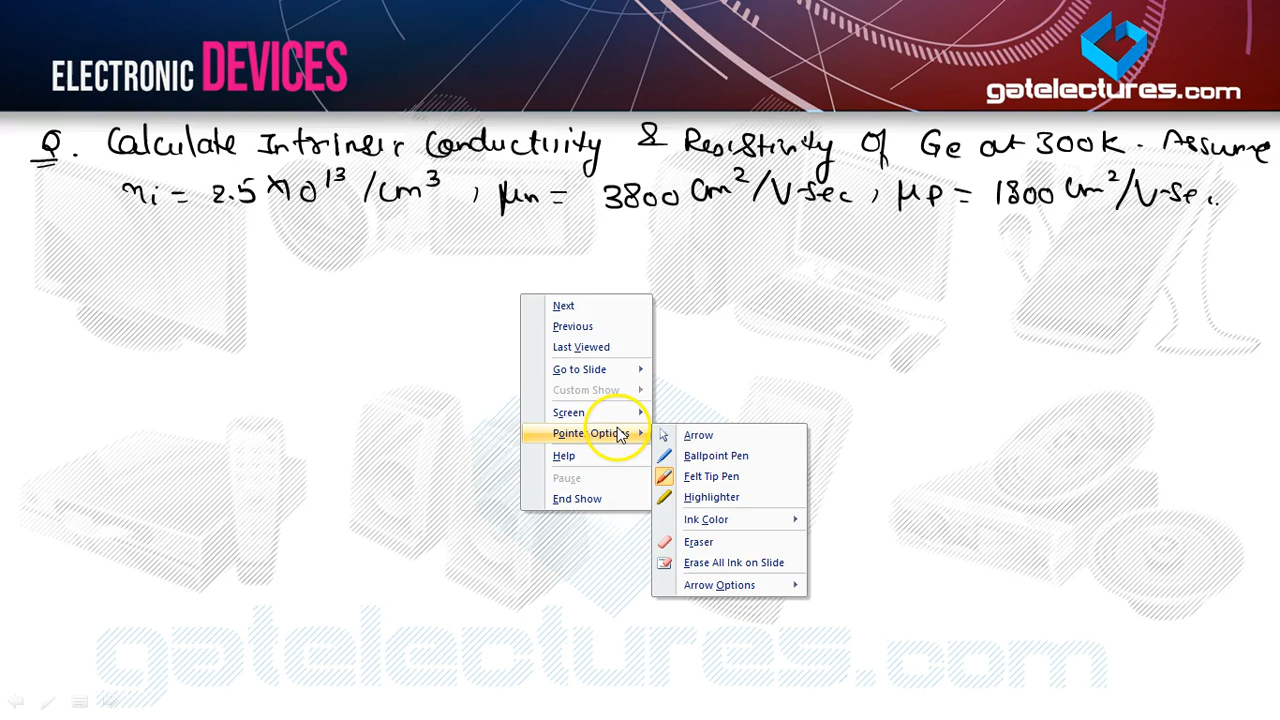 ELECTRONIC DEVICES
gatelectures.com
Q. Calculate Intrinsic Conductivity & Resistivity of Ge at 300K. Assume
ni = 2.5 × 10^13 /cm^3 , μn = 3800 cm^2/V-sec , μp = 1800 cm^2/V-sec.
Next
Previous
Last Viewed
Go to Slide
Custom Show
Screen
Pointer Options
Help
Pause
End Show
Arrow
Ballpoint Pen
Felt Tip Pen
Highlighter
Ink Color
Eraser
Erase All Ink on Slide
Arrow Options
gatelectures.com